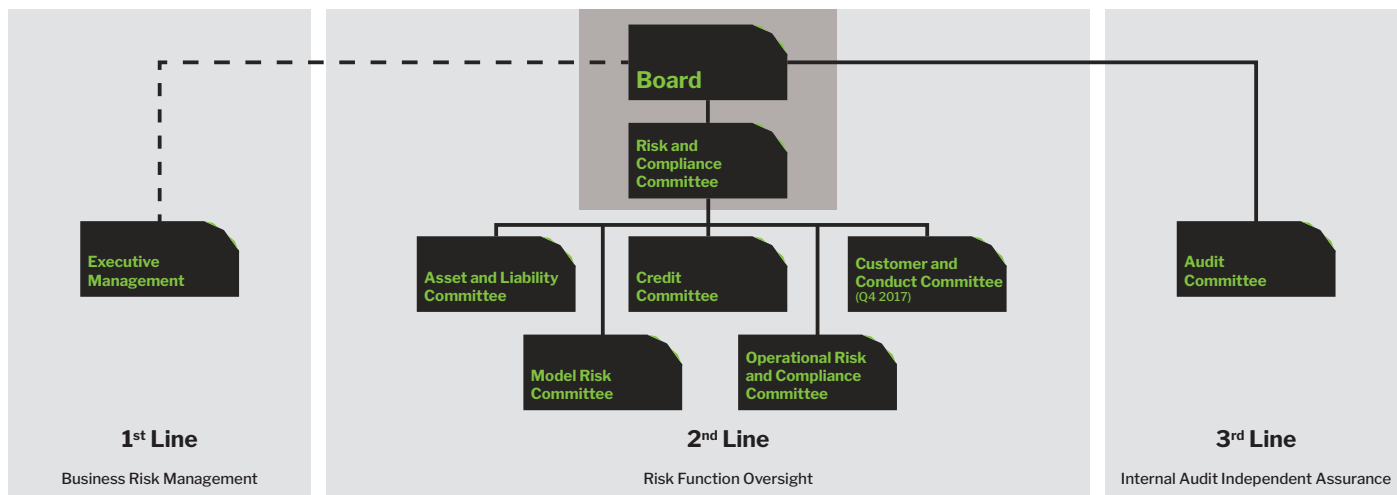 Board
Risk and
Compliance
Committee
Executive
Management
Asset and Liability
Committee
Credit
Committee
Customer and
Conduct Committee
(Q4 2017)
Audit
Committee
Model Risk
Committee
Operational Risk
and Compliance
Committee
1st Line
Business Risk Management
2nd Line
Risk Function Oversight
3rd Line
Internal Audit Independent Assurance